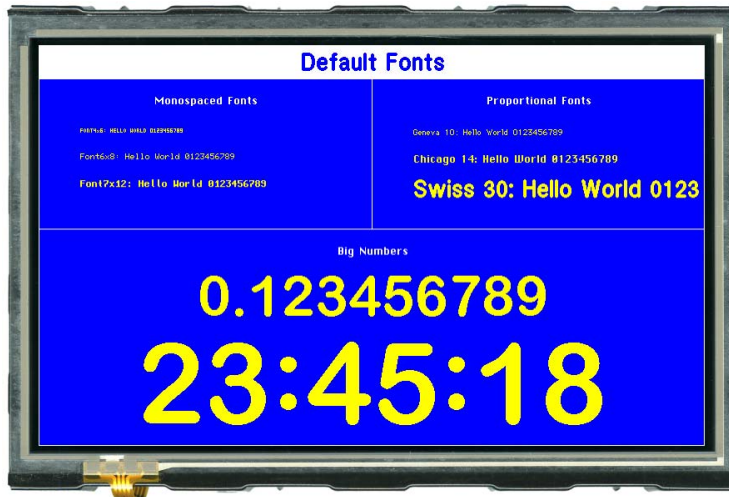 Default Fonts
Monospaced Fonts
FONT4x6: HELLO WORLD 0123456789
Font6x8: Hello World 0123456789
Font7x12: Hello World 0123456789
Proportional Fonts
Geneva 10: Hello World 0123456789
Chicago 14: Hello World 0123456789
Swiss 30: Hello World 0123
Big Numbers
0.123456789
23:45:18